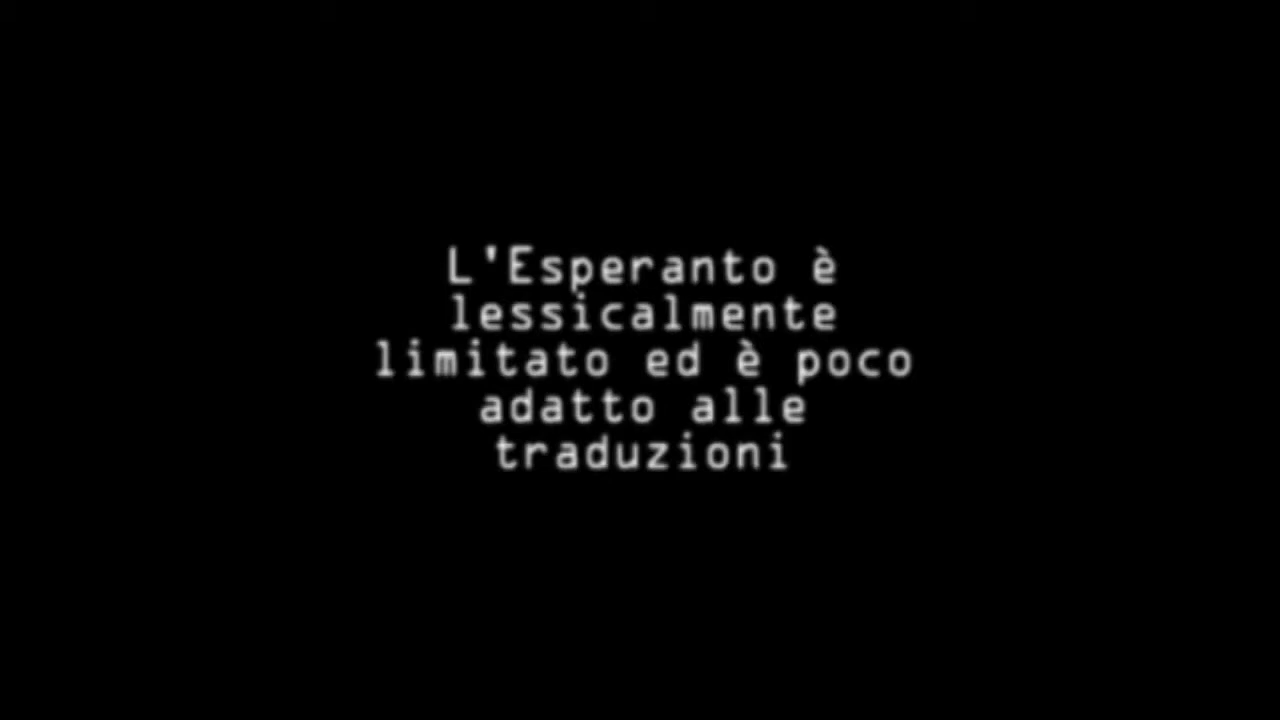 L'Esperanto è
lessicalmente
limitato ed è poco
adatto alle
traduzioni